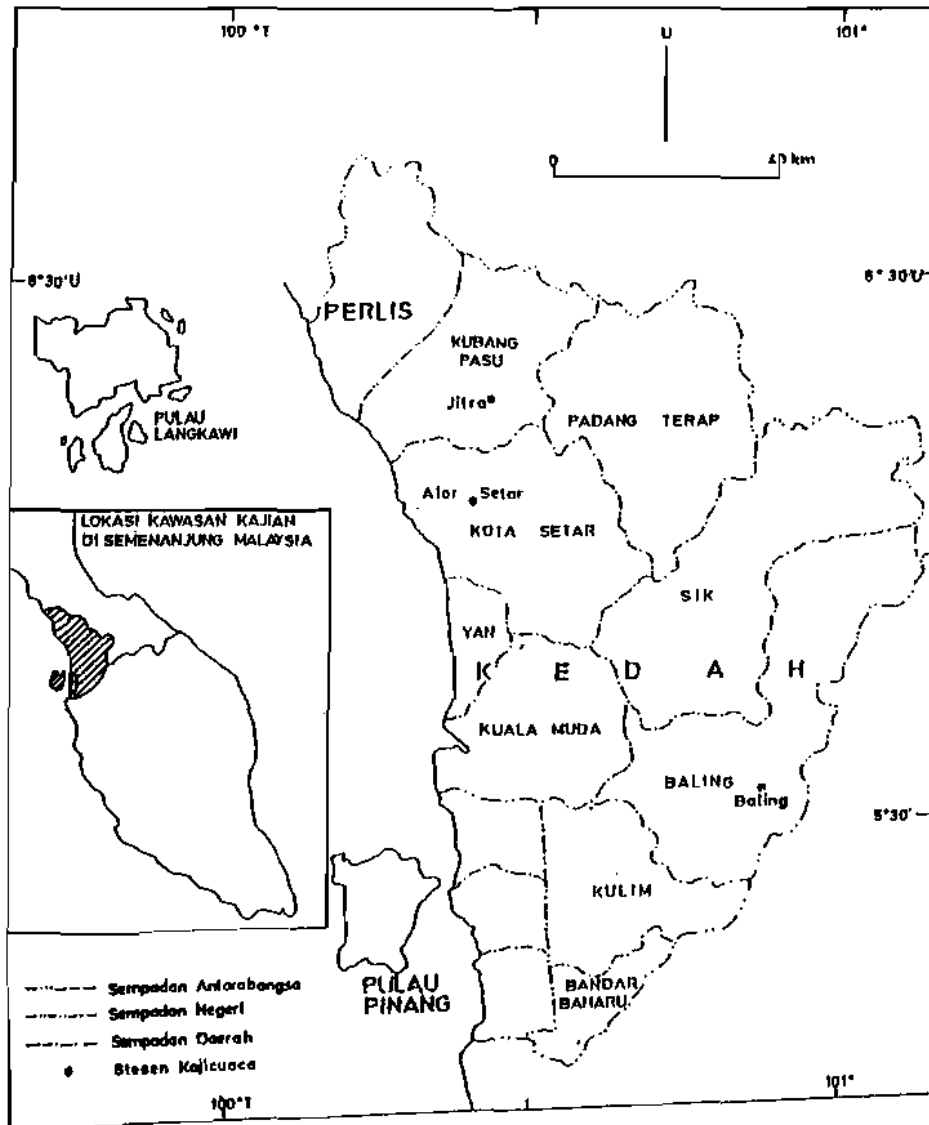 100 °T
U
101°
0
40 km
6°30'U
6° 30'U
PERLIS
KUBANG
PASU
Jitra
PADANG TERAP
PULAU
LANGKAWI
Alor Setar
KOTA SETAR
LOKASI KAWASAN KAJIAN
DI SEMENANJUNG MALAYSIA
SIK
YAN
K E D A H
KUALA MUDA
BALING
Baling
5°30'
KULIM
PULAU
PINANG
BANDAR
BAHARU
Sempadan Antarabangsa
Sempadan Negeri
Sempadan Daerah
Stesen Kajicuaca
100°T
101°